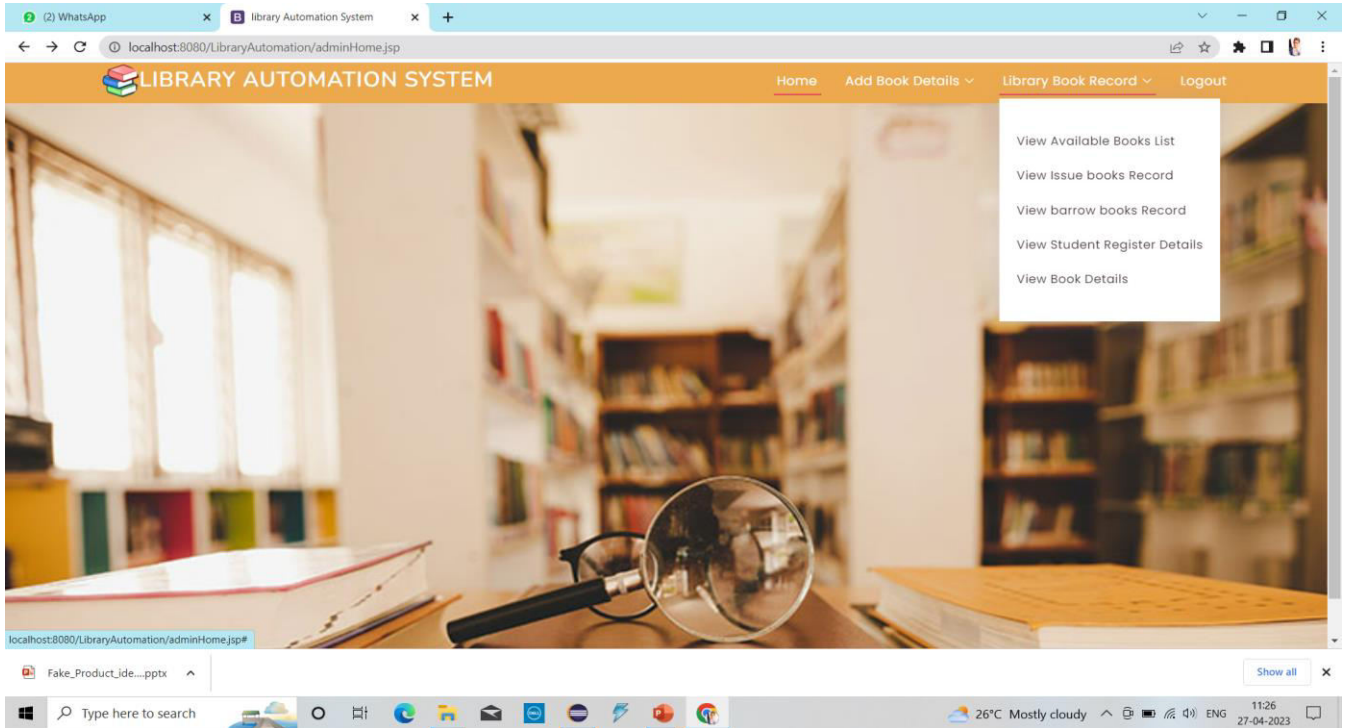 (2) WhatsApp
library Automation System
localhost:8080/LibraryAutomation/adminHome.jsp
LIBRARY AUTOMATION SYSTEM
Home
Add Book Details
Library Book Record
Logout
View Available Books List
View Issue books Record
View barrow books Record
View Student Register Details
View Book Details
localhost:8080/LibraryAutomation/adminHome.jsp#
Fake_Product_ide....pptx
Show all
Type here to search
26°C Mostly cloudy
ENG
11:26
27-04-2023